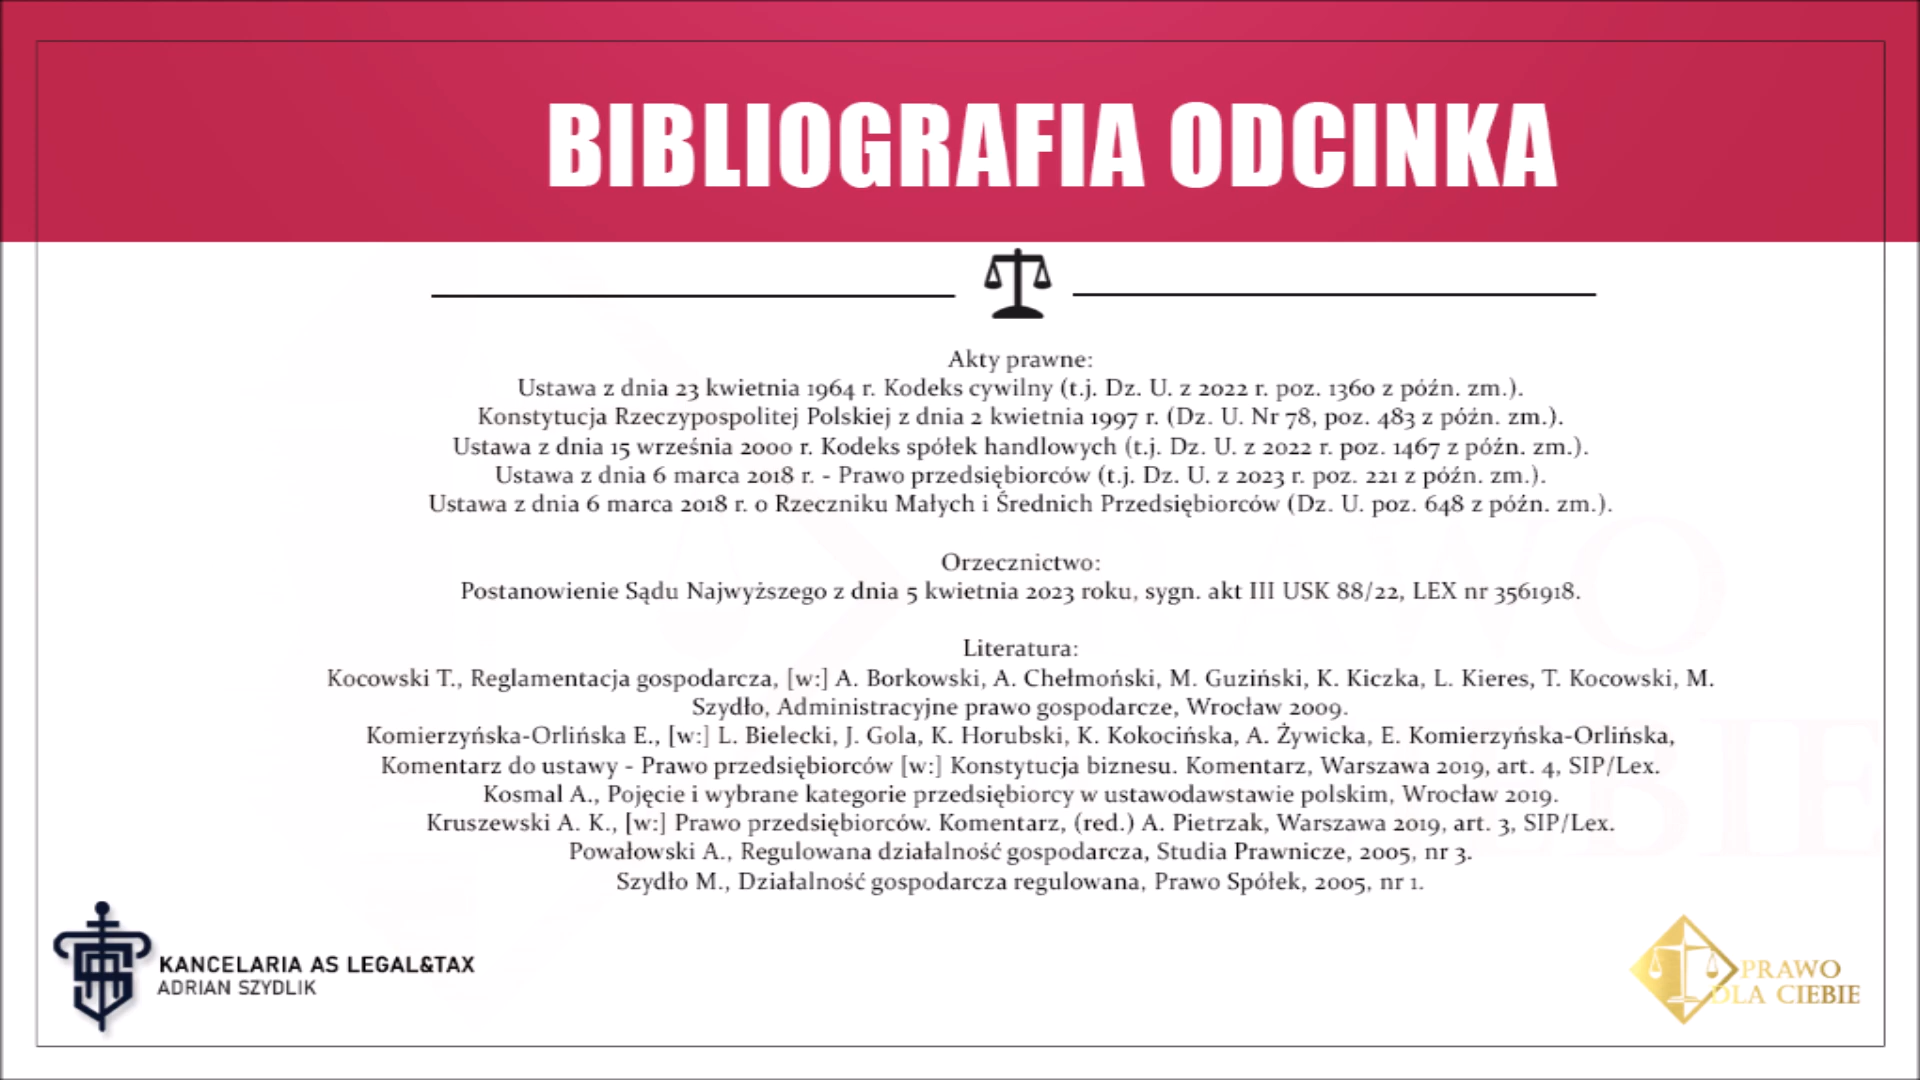 BIBLIOGRAFIA ODCINKA
Akty prawne:
Ustawa z dnia 23 kwietnia 1964 r. Kodeks cywilny (t.j. Dz. U. z 2022 r. poz. 1360 z późn. zm.).
Konstytucja Rzeczypospolitej Polskiej z dnia 2 kwietnia 1997 r. (Dz. U. Nr 78, poz. 483 z późn. zm.).
Ustawa z dnia 15 września 2000 r. Kodeks spółek handlowych (t.j. Dz. U. z 2022 r. poz. 1467 z późn. zm.).
Ustawa z dnia 6 marca 2018 r. - Prawo przedsiębiorców (t.j. Dz. U. z 2023 r. poz. 221 z późn. zm.).
Ustawa z dnia 6 marca 2018 r. o Rzeczniku Małych i Średnich Przedsiębiorców (Dz. U. poz. 648 z późn. zm.).
Orzecznictwo:
Postanowienie Sądu Najwyższego z dnia 5 kwietnia 2023 roku, sygn. akt III USK 88/22, LEX nr 3561918.
Literatura:
Kocowski T., Reglamentacja gospodarcza, [w:] A. Borkowski, A. Chełmoński, M. Guziński, K. Kiczka, L. Kieres, T. Kocowski, M.
Szydło, Administracyjne prawo gospodarcze, Wrocław 2009.
Komierzyńska-Orlińska E., [w:] L. Bielecki, J. Gola, K. Horubski, K. Kokocińska, A. Żywicka, E. Komierzyńska-Orlińska,
Komentarz do ustawy - Prawo przedsiębiorców [w:] Konstytucja biznesu. Komentarz, Warszawa 2019, art. 4, SIP/Lex.
Kosmal A., Pojęcie i wybrane kategorie przedsiębiorcy w ustawodawstawie polskim, Wrocław 2019.
Kruszewski A. K., [w:] Prawo przedsiębiorców. Komentarz, (red.) A. Pietrzak, Warszawa 2019, art. 3, SIP/Lex.
Powałowski A., Regulowana działalność gospodarcza, Studia Prawnicze, 2005, nr 3.
Szydło M., Działalność gospodarcza regulowana, Prawo Spółek, 2005, nr 1.
KANCELARIA AS LEGAL&TAX
ADRIAN SZYDLIK
PRAWO
DLA CIEBIE